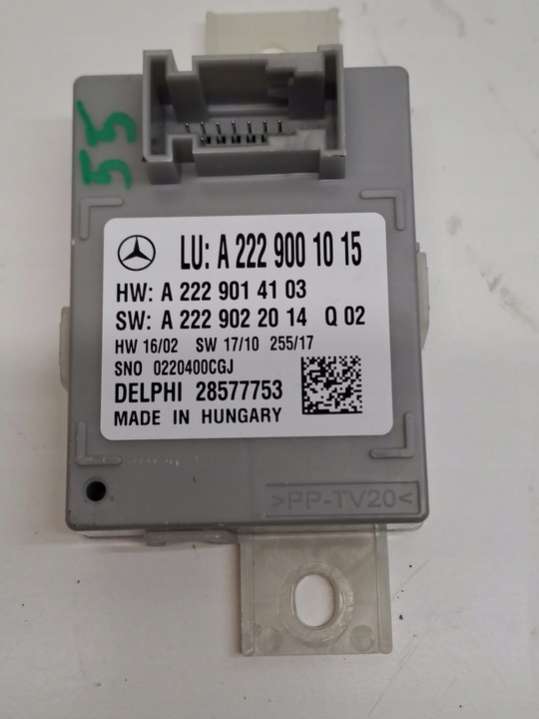 55
LU: A 222 900 10 15
HW: A 222 901 41 03
SW: A 222 902 20 14 Q 02
HW 16/02 SW 17/10 255/17
SNO 0220400CGJ
DELPHI 28577753
MADE IN HUNGARY
>PP-TV20<